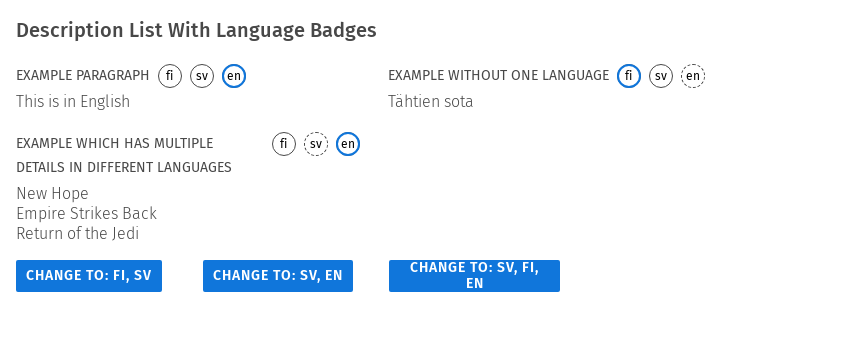 Description List With Language Badges
EXAMPLE PARAGRAPH fi sv en
This is in English
EXAMPLE WITHOUT ONE LANGUAGE fi sv en
Tähtien sota
EXAMPLE WHICH HAS MULTIPLE
DETAILS IN DIFFERENT LANGUAGES
fi sv en
New Hope
Empire Strikes Back
Return of the Jedi
CHANGE TO: FI, SV
CHANGE TO: SV, EN
CHANGE TO: SV, FI,
EN